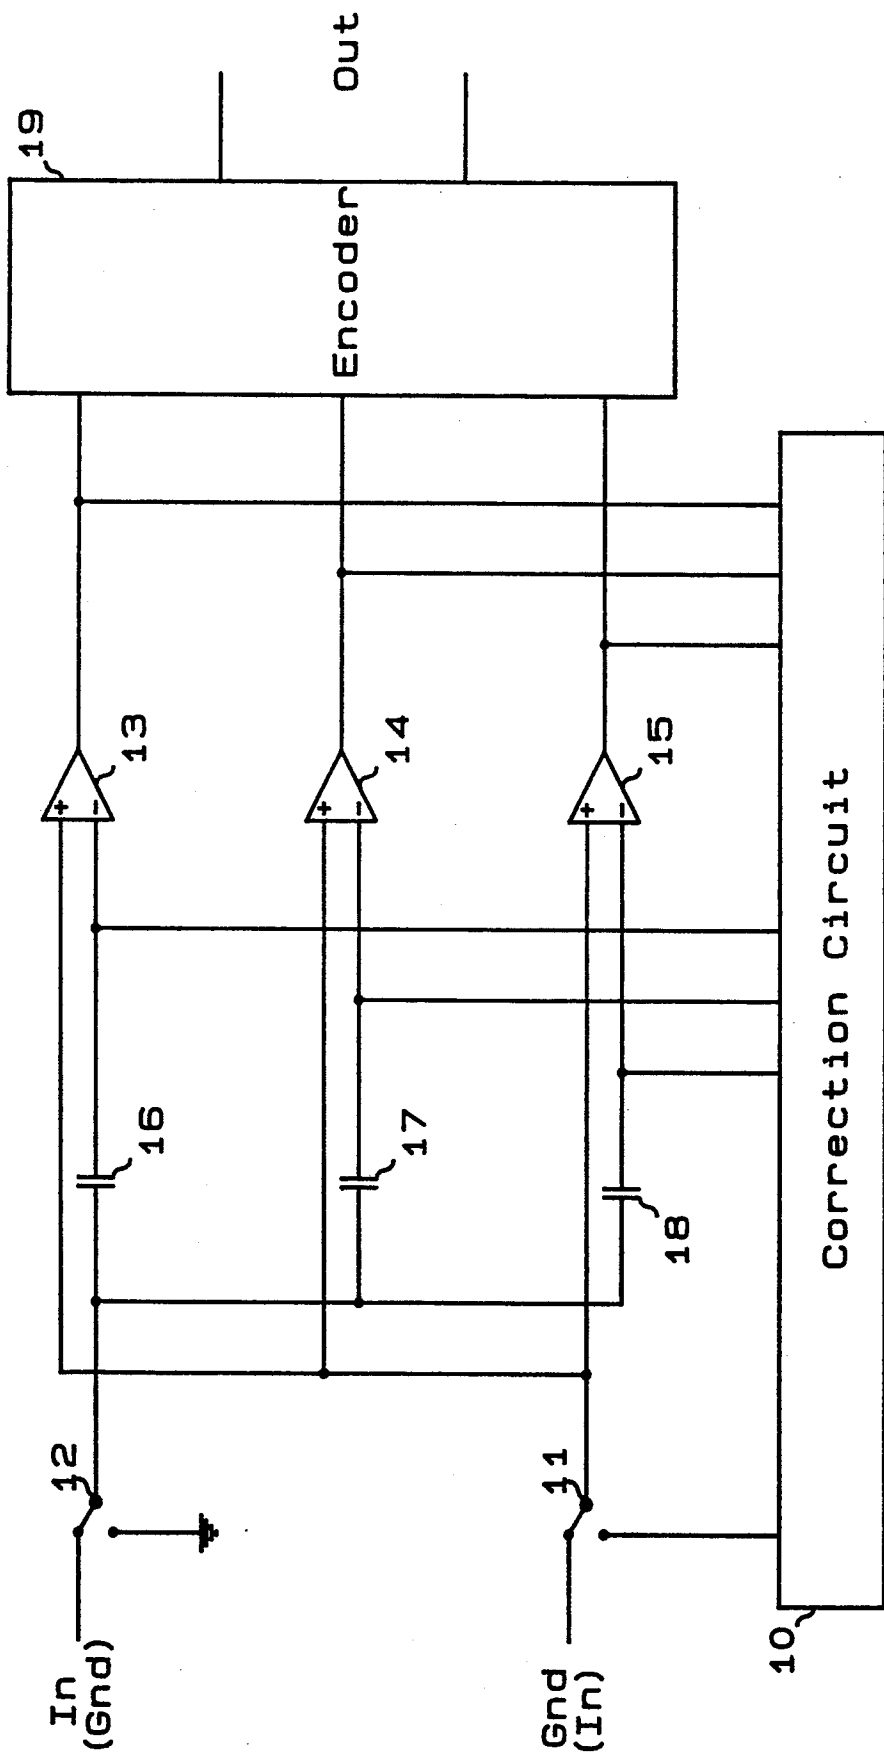 19
Out
Encoder
13
+
-
14
+
-
15
+
-
16
17
18
Correction Circuit
12
11
In
(Gnd)
Gnd
(In)
10